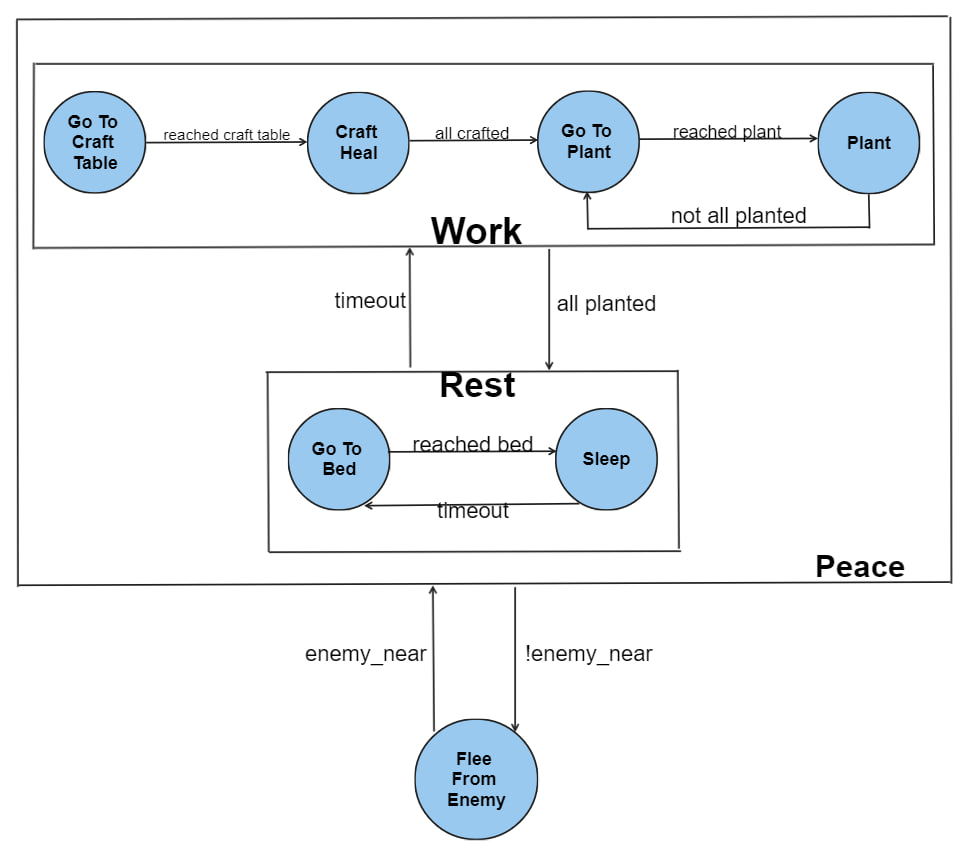 Go To
Craft
Table
reached craft table
Craft
Heal
all crafted
Go To
Plant
reached plant
Plant
not all planted
Work
timeout
all planted
Rest
Go To
Bed
reached bed
Sleep
timeout
Peace
enemy_near
!enemy_near
Flee
From
Enemy